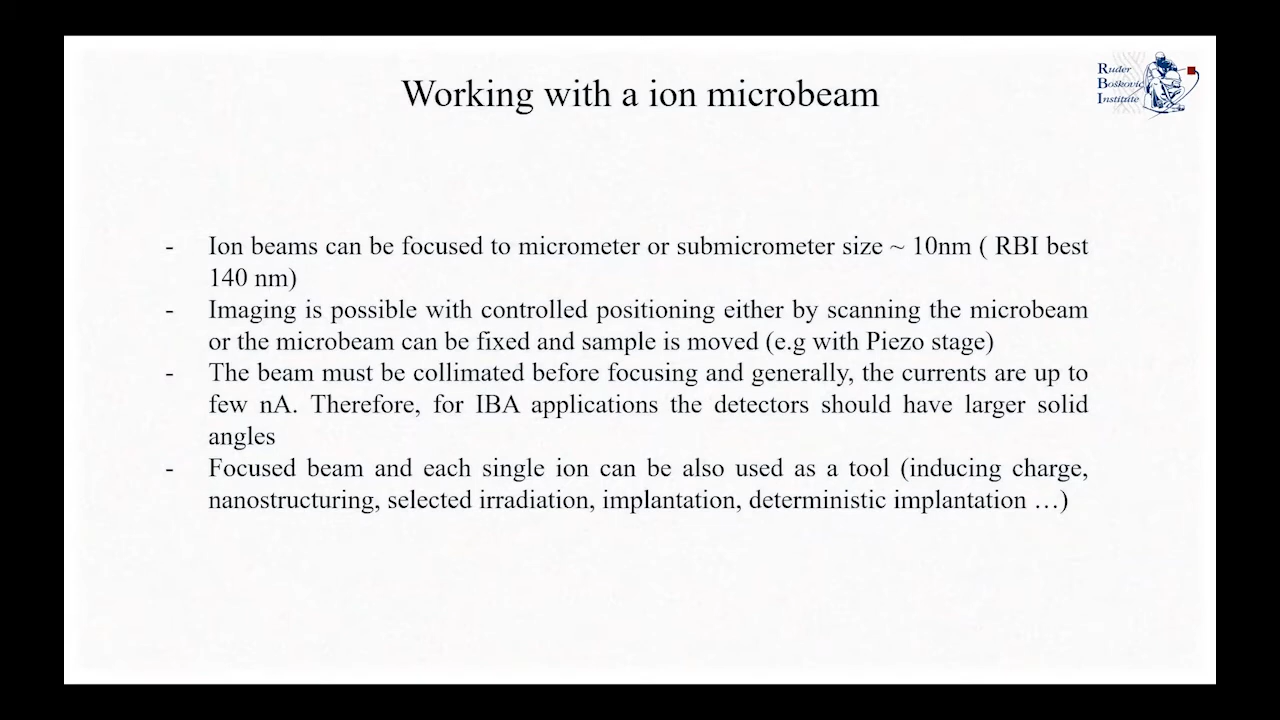 Working with a ion microbeam
Ruder
Bošković
Institute
- Ion beams can be focused to micrometer or submicrometer size ~ 10nm ( RBI best
140 nm)
- Imaging is possible with controlled positioning either by scanning the microbeam
or the microbeam can be fixed and sample is moved (e.g with Piezo stage)
- The beam must be collimated before focusing and generally, the currents are up to
few nA. Therefore, for IBA applications the detectors should have larger solid
angles
- Focused beam and each single ion can be also used as a tool (inducing charge,
nanostructuring, selected irradiation, implantation, deterministic implantation …)